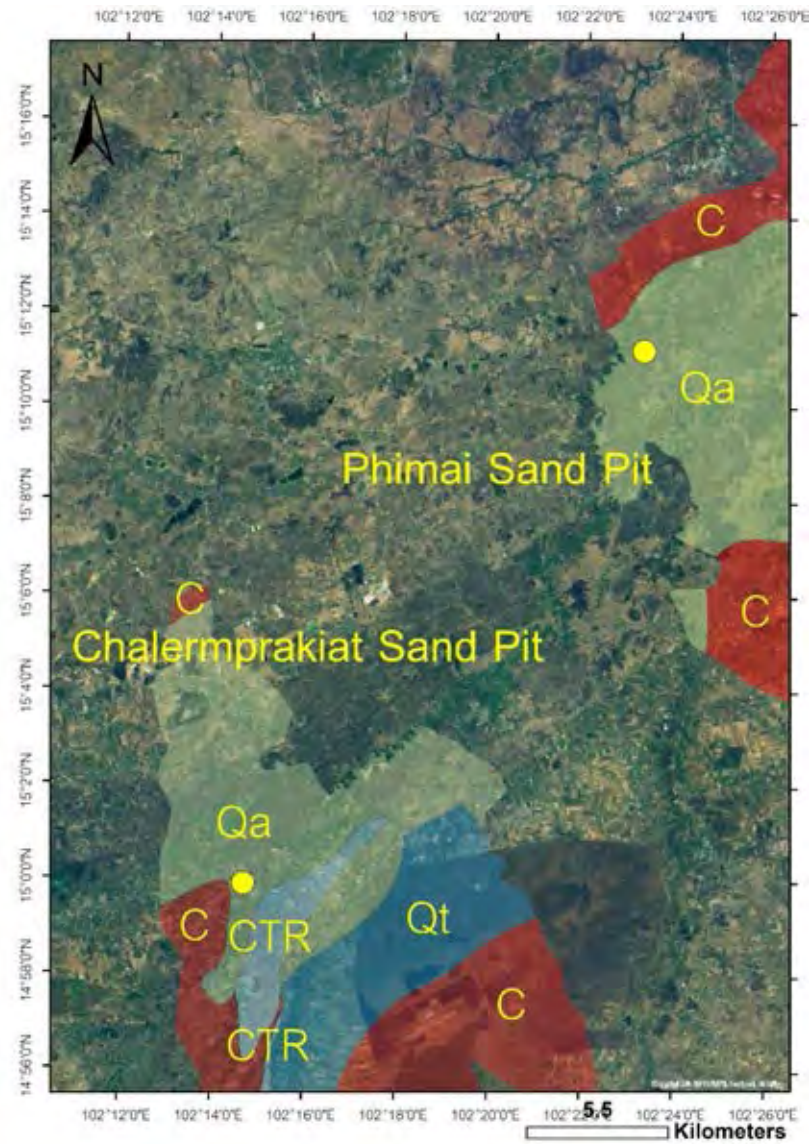 102°12'0"E 102°14'0"E 102°16'0"E 102°18'0"E 102°20'0"E 102°22'0"E 102°24'0"E 102°26'0"E
N
15°16'0"N
15°14'0"N
C
15°12'0"N
15°10'0"N
Qa
Phimai Sand Pit
15°8'0"N
15°6'0"N
C
C
Chalermprakiat Sand Pit
15°4'0"N
15°2'0"N
Qa
15°0'0"N
C
CTR
Qt
14°58'0"N
C
CTR
14°56'0"N
102°12'0"E 102°14'0"E 102°16'0"E 102°18'0"E 102°20'0"E 102°22'0"E 102°24'0"E 102°26'0"E
5.5
Kilometers